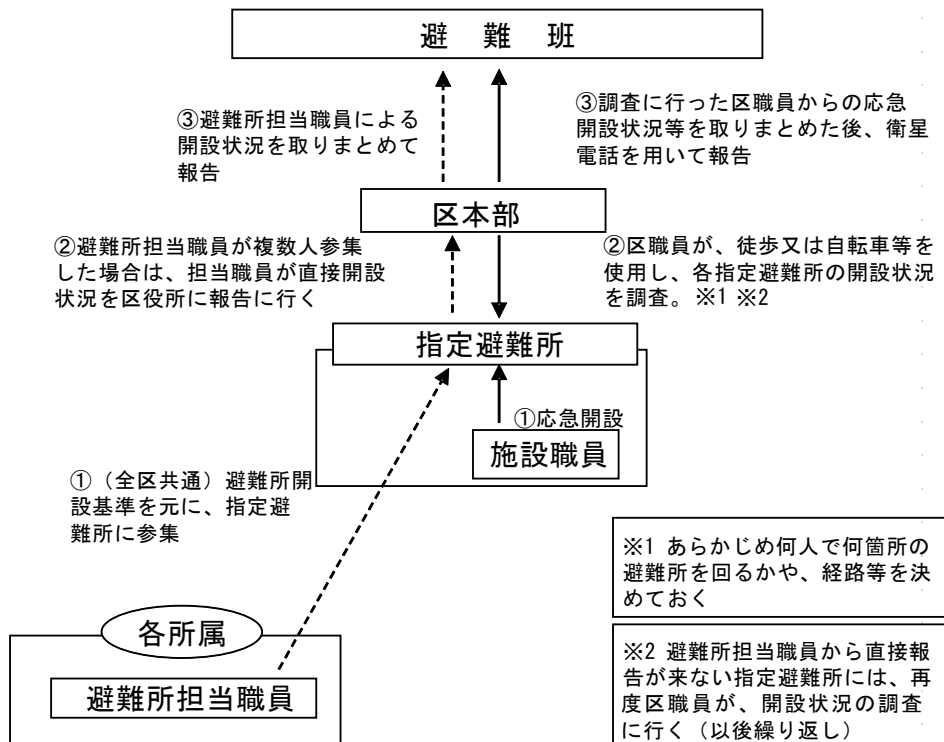 避 難 班
③避難所担当職員による
開設状況を取りまとめて
報告
③調査に行った区職員からの応急
開設状況等を取りまとめた後、衛星
電話を用いて報告
区本部
②避難所担当職員が複数人参集
した場合は、担当職員が直接開設
状況を区役所に報告に行く
②区職員が、徒歩又は自転車等を
使用し、各指定避難所の開設状況
を調査。※1 ※2
指定避難所
①応急開設
施設職員
①（全区共通）避難所開
設基準を元に、指定避
難所に参集
各所属
避難所担当職員
※1 あらかじめ何人で何箇所の
避難所を回るかや、経路等を決
めておく
※2 避難所担当職員から直接報
告が来ない指定避難所には、再
度区職員が、開設状況の調査
に行く（以後繰り返し）